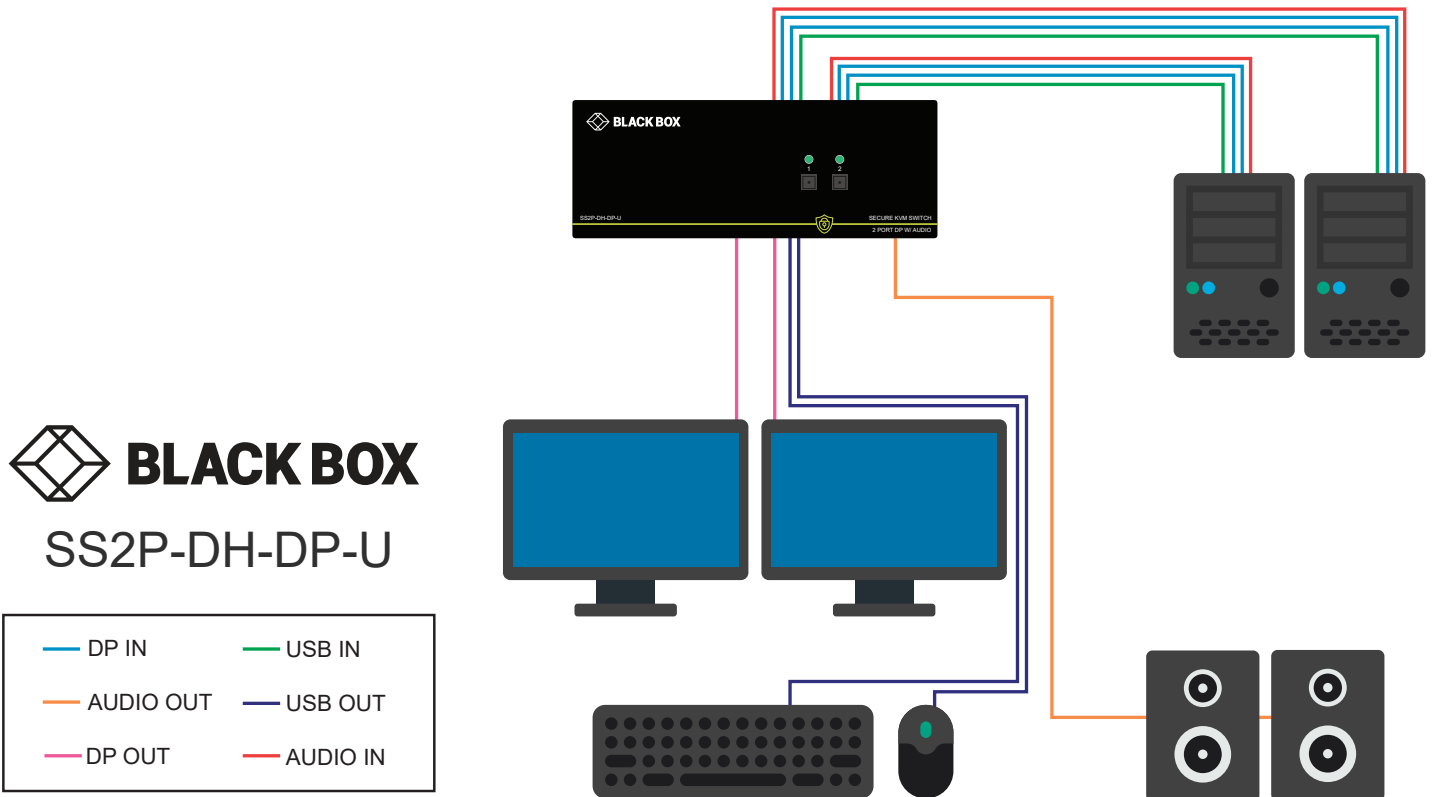 BLACK BOX
1 2
SS2P-DH-DP-U
SECURE KVM SWITCH
2 PORT DP W/ AUDIO
BLACK BOX
SS2P-DH-DP-U
DP IN USB IN
AUDIO OUT USB OUT
DP OUT AUDIO IN